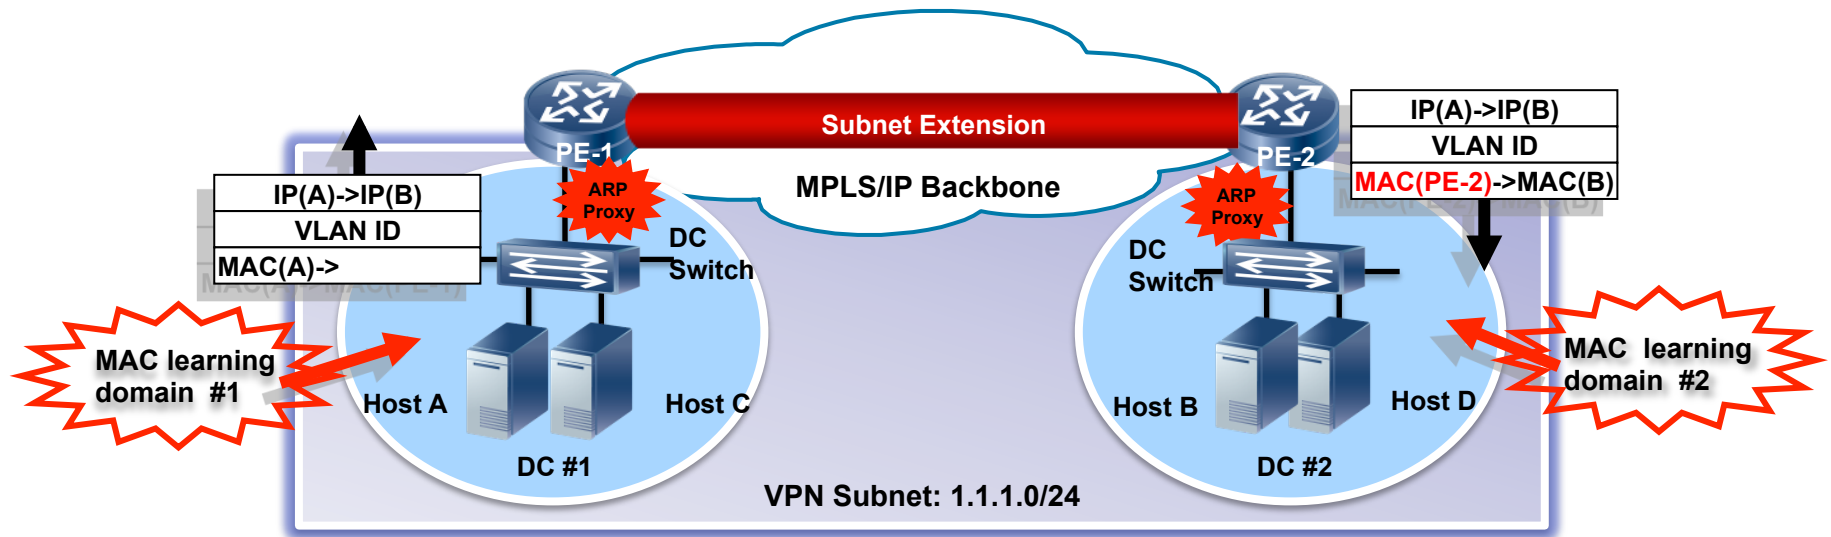 Subnet Extension
MPLS/IP Backbone
PE-1
ARP
Proxy
IP(A)->IP(B)
VLAN ID
MAC(A)->
DC
Switch
MAC learning
domain #1
Host A
Host C
DC #1
PE-2
ARP
Proxy
IP(A)->IP(B)
VLAN ID
MAC(PE-2)->MAC(B)
DC
Switch
MAC learning
domain #2
Host B
Host D
DC #2
VPN Subnet: 1.1.1.0/24